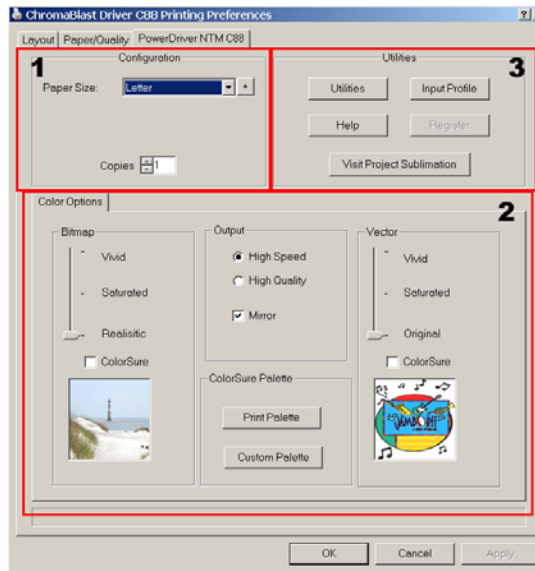 ChromaBlast Driver C88 Printing Preferences
Layout Paper/Quality PowerDriver NTM C88
1
Configuration
Paper Size: Letter +
Copies 1
3
Utilities
Utilities Input Profile
Help Register
Visit Project Sublimation
2
Color Options
Bitmap
Vivid
Saturated
Realisitic
ColorSure
Output
High Speed
High Quality
Mirror
ColorSure Palette
Print Palette
Custom Palette
Vector
Vivid
Saturated
Original
ColorSure
JAMBOREE
OK Cancel Apply